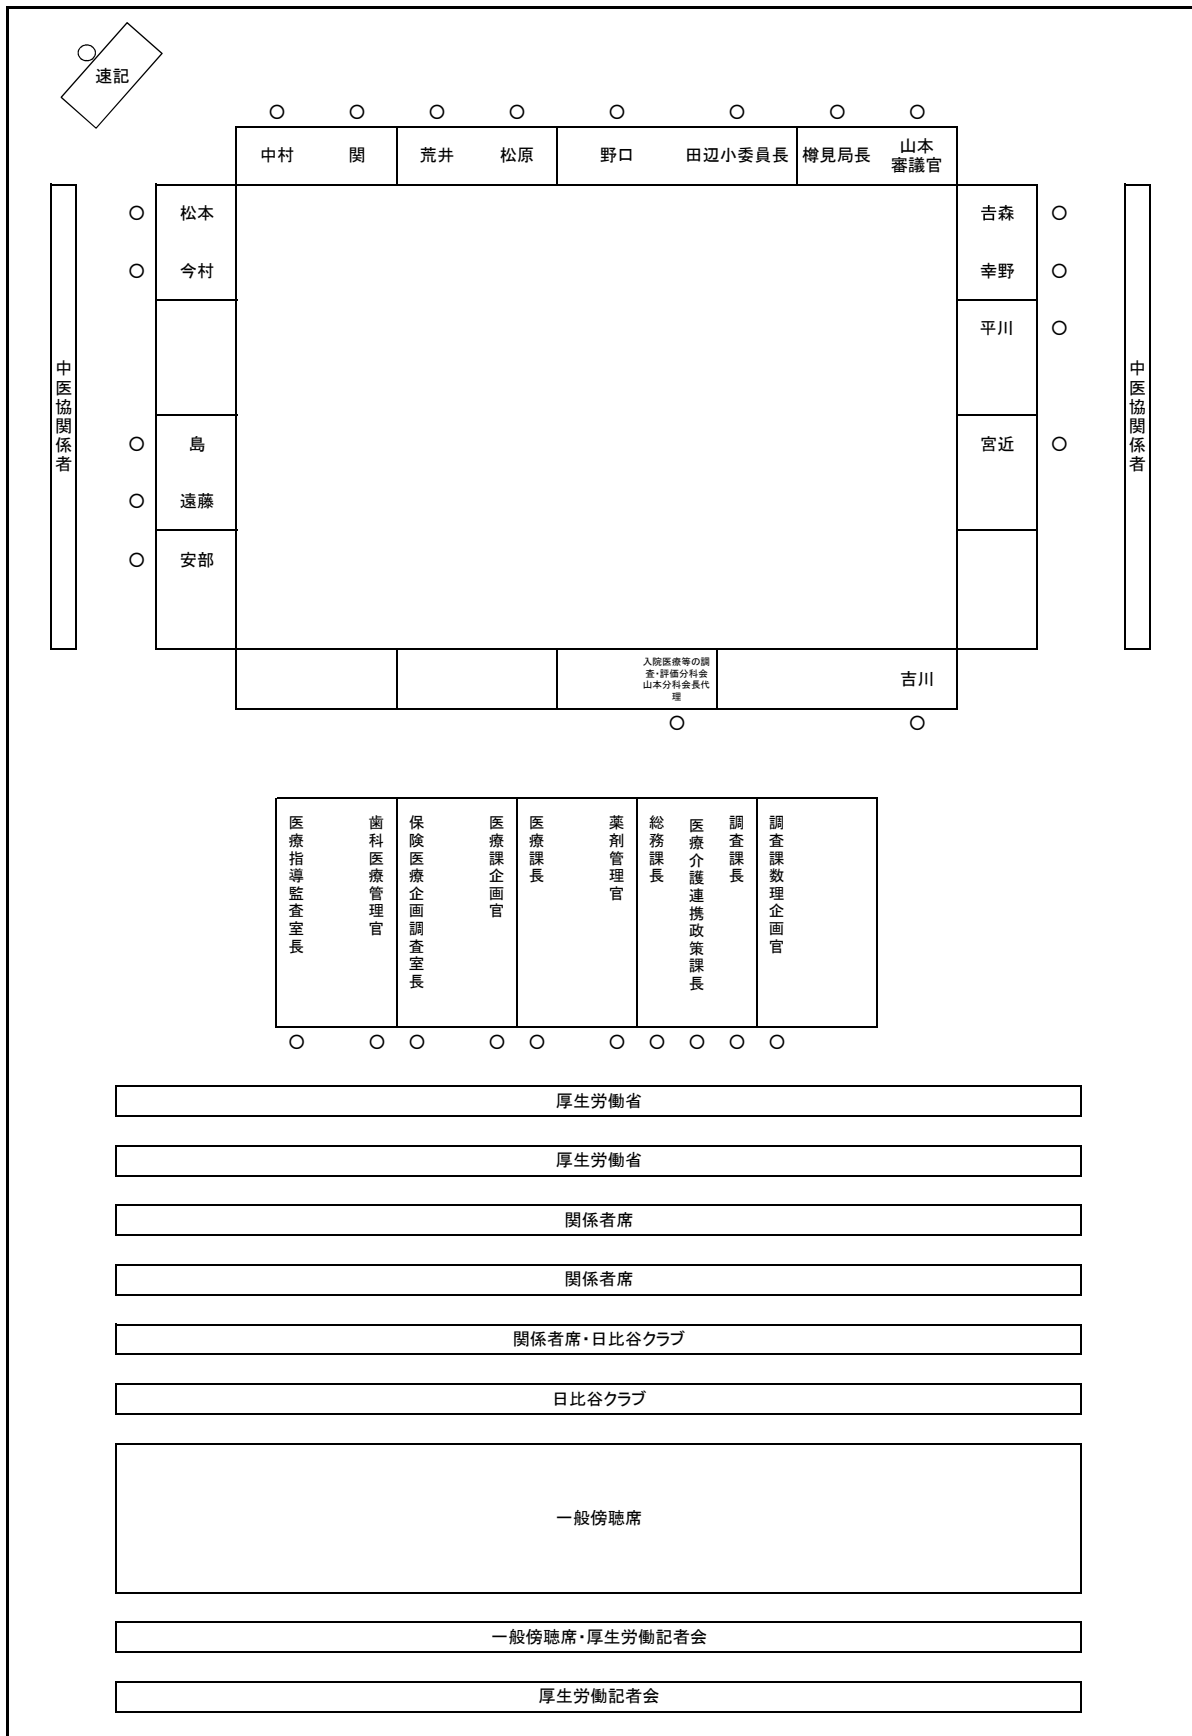 速記
中村 関 荒井 松原 野口 田辺小委員長 樽見局長 山本
審議官
松本 𠮷森
今村 幸野
平川
中医協関係者
中医協関係者
島 宮近
遠藤
安部
入院医療等の調
査・評価分科会
山本分科会長代
理
吉川
医療指導監査室長
歯科医療管理官
保険医療企画調査室長
医療課企画官
医療課長
薬剤管理官
総務課長
医療介護連携政策課長
調査課長
調査課数理企画官
厚生労働省
厚生労働省
関係者席
関係者席
関係者席・日比谷クラブ
日比谷クラブ
一般傍聴席
一般傍聴席・厚生労働記者会
厚生労働記者会